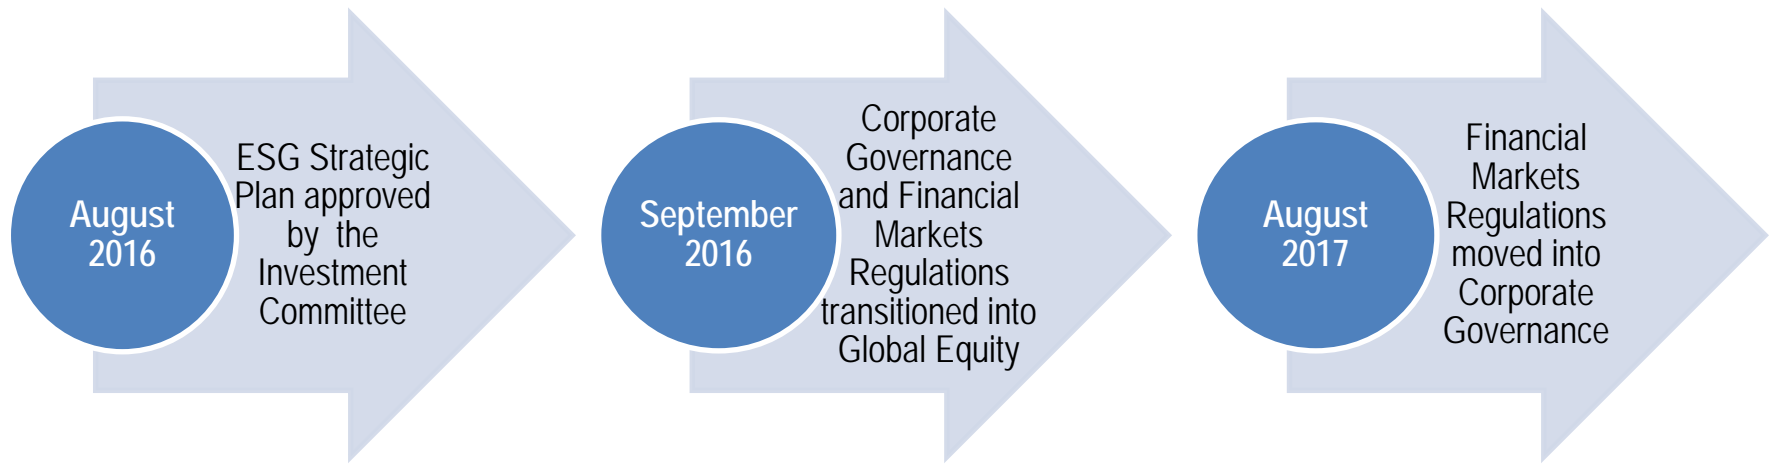 August
2016
ESG Strategic
Plan approved
by the
Investment
Committee
September
2016
Corporate
Governance
and Financial
Markets
Regulations
transitioned into
Global Equity
August
2017
Financial
Markets
Regulations
moved into
Corporate
Governance